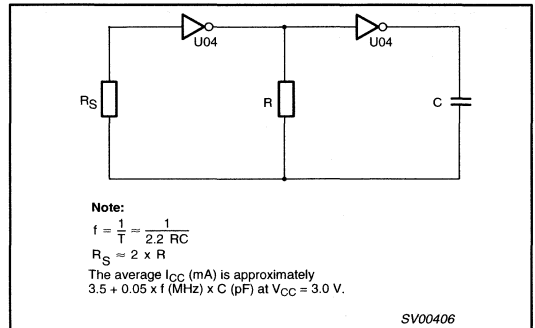 U04
U04
RS
R
C
Note:
f = 1/T ≈ 1/2.2 RC
RS ≈ 2 x R
The average ICC (mA) is approximately
3.5 + 0.05 x f (MHz) x C (pF) at VCC = 3.0 V.
SV00406